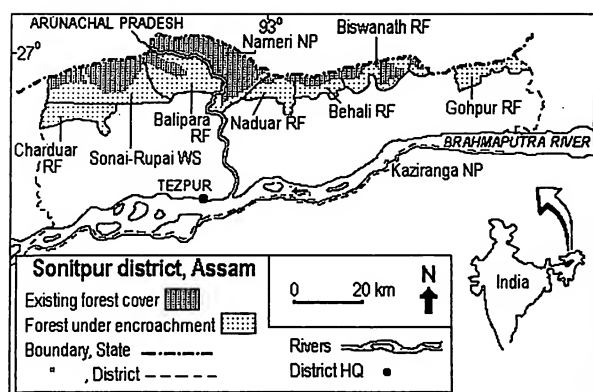 ARUNACHAL PRADESH
93°
27°
Nameri NP
Biswanath RF
Balipara RF
Naduar RF
Behali RF
Gohpur RF
Charduar RF
Sonai-Rupai WS
BRAHMAPUTRA RIVER
Kaziranga NP
TEZPUR
Sonitpur district, Assam
Existing forest cover
Forest under encroachment
Boundary, State
" , District
N
0 20 km
Rivers
District HQ
India